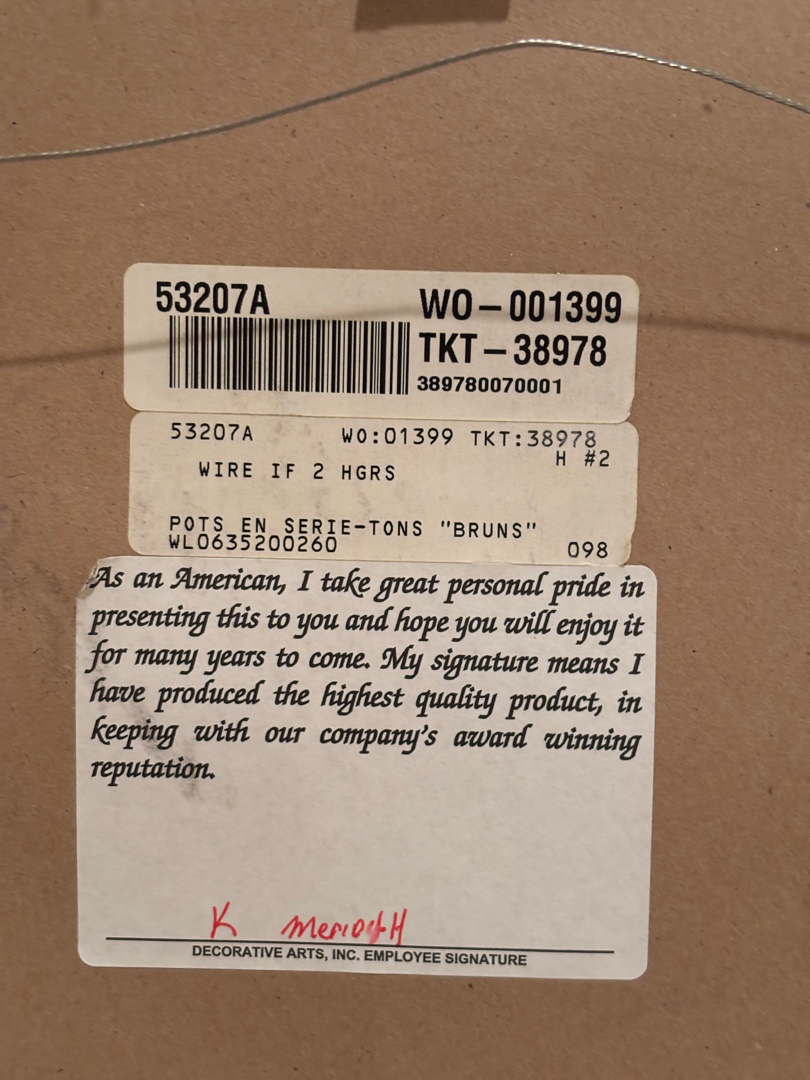 53207A
WO-001399
TKT-38978
389780070001
53207A WO:01399 TKT:38978
H #2
WIRE IF 2 HGRS
POTS EN SERIE-TONS "BRUNS"
WL0635200260 098
As an American, I take great personal pride in
presenting this to you and hope you will enjoy it
for many years to come. My signature means I
have produced the highest quality product, in
keeping with our company's award winning
reputation.
K
DECORATIVE ARTS, INC. EMPLOYEE SIGNATURE